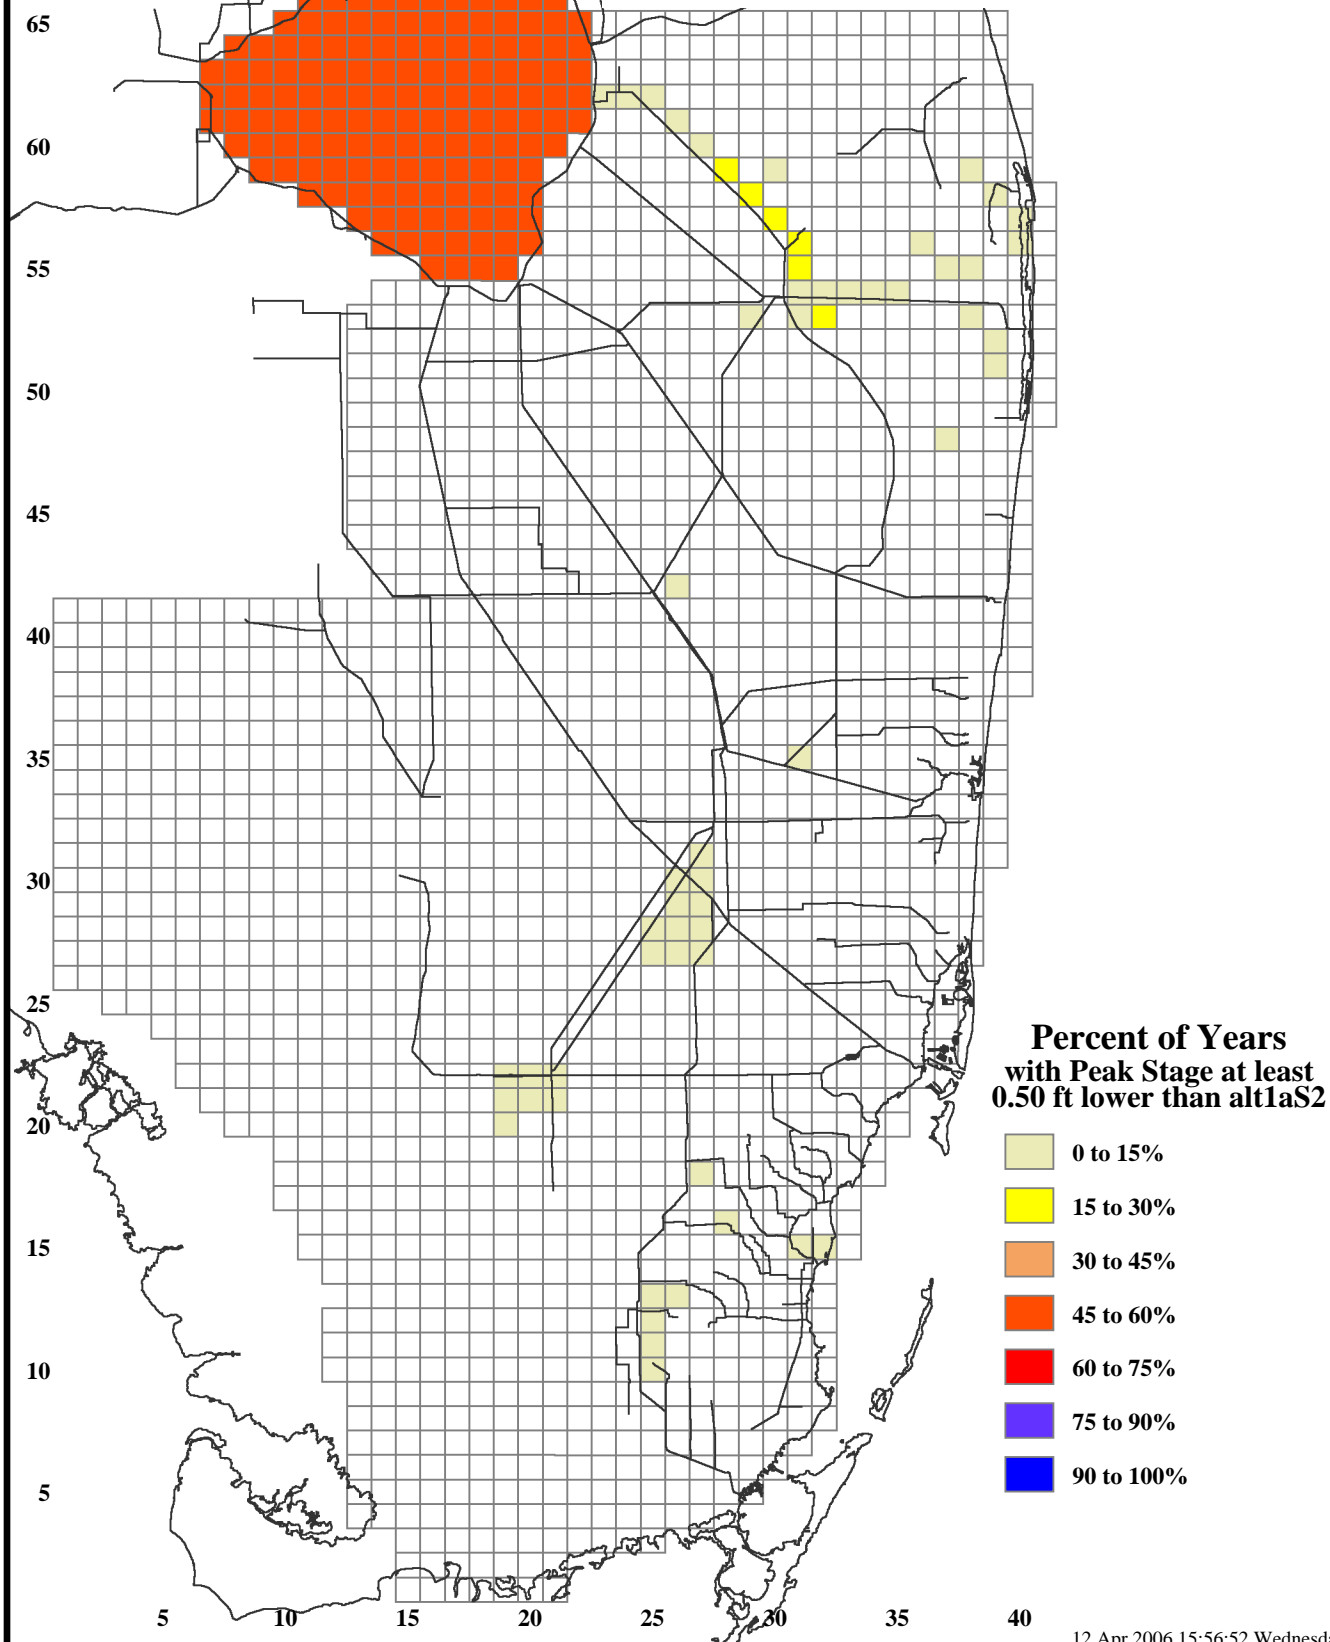 65
60
55
50
45
40
35
30
25
20
15
10
5
5 10 15 20 25 30 35 40
Percent of Years
with Peak Stage at least
0.50 ft lower than alt1aS2
0 to 15%
15 to 30%
30 to 45%
45 to 60%
60 to 75%
75 to 90%
90 to 100%
12 Apr 2006 15:56:52 Wednesd